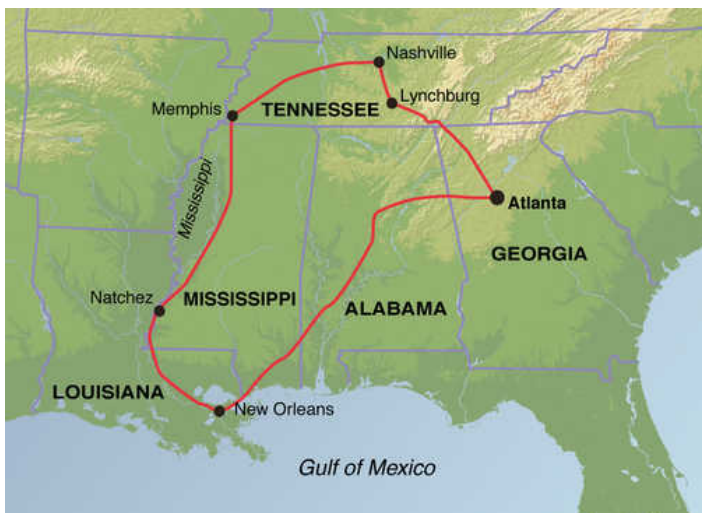 Nashville
Lynchburg
Memphis
TENNESSEE
Mississippi
Atlanta
GEORGIA
Natchez
MISSISSIPPI
ALABAMA
LOUISIANA
New Orleans
Gulf of Mexico